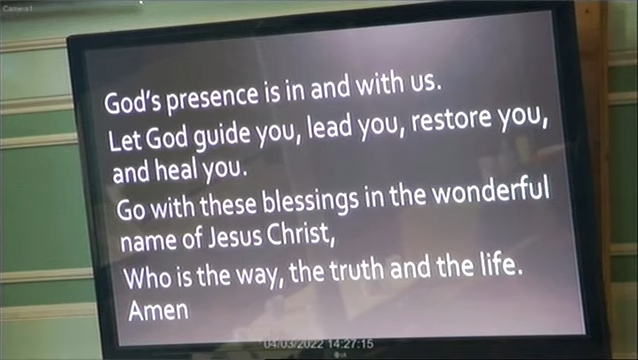 Camera1
God's presence is in and with us.
Let God guide you, lead you, restore you,
and heal you.
Go with these blessings in the wonderful
name of Jesus Christ,
Who is the way, the truth and the life.
Amen
04/03/2022 14:27:15
LG